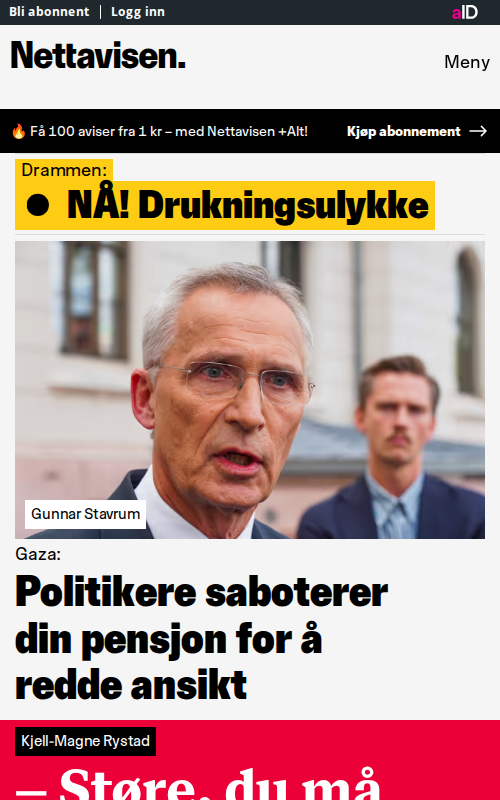 Bli abonnent | Logg inn
aID
Nettavisen.
Meny
🔥 Få 100 aviser fra 1 kr – med Nettavisen +Alt!
Kjøp abonnement →
Drammen:
● NÅ! Drukningsulykke
Gunnar Stavrum
Gaza:
Politikere saboterer
din pensjon for å
redde ansikt
Kjell-Magne Rystad
– Støre, du må